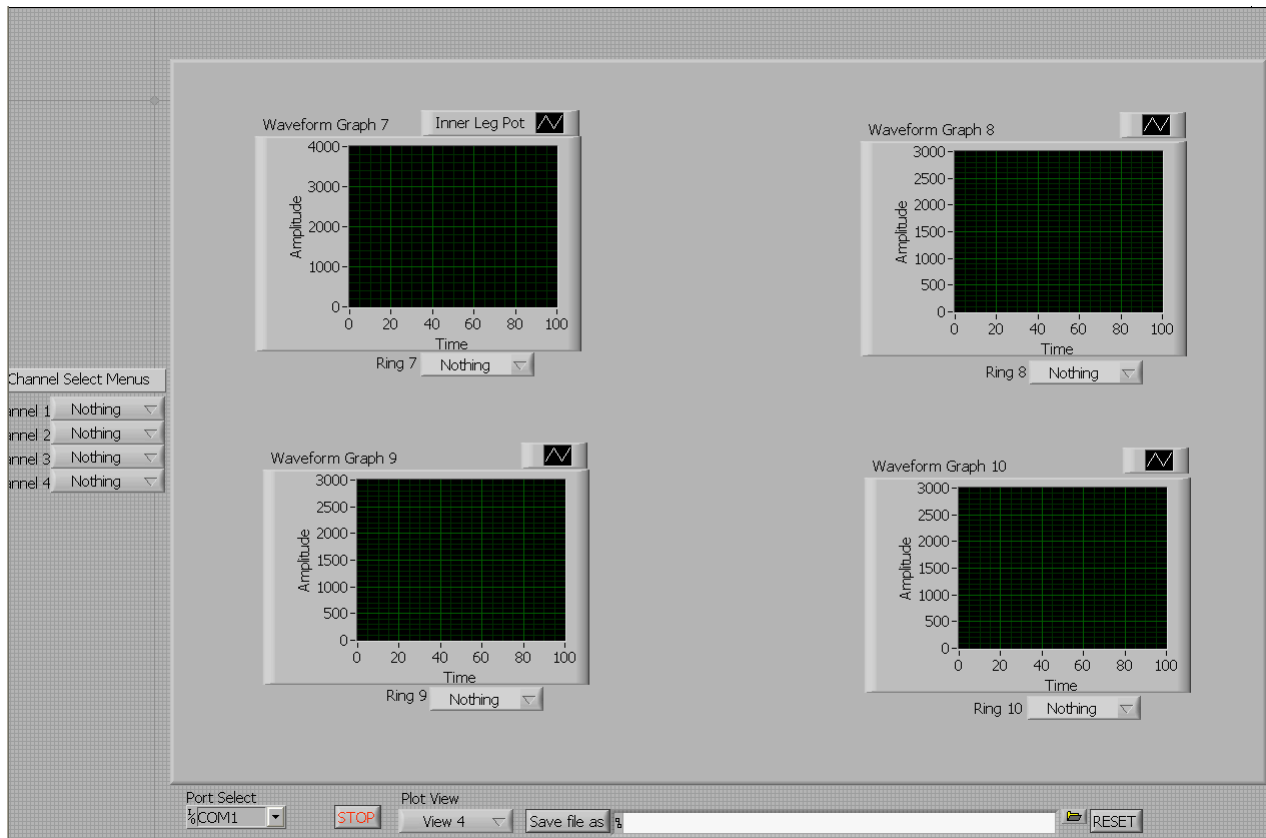 Waveform Graph 7
Inner Leg Pot
4000
3000
2000
1000
0
Amplitude
0 20 40 60 80 100
Time
Ring 7 Nothing
Waveform Graph 8
3000
2500
2000
1500
1000
500
0
Amplitude
0 20 40 60 80 100
Time
Ring 8 Nothing
Channel Select Menus
annel 1 Nothing
annel 2 Nothing
annel 3 Nothing
annel 4 Nothing
Waveform Graph 9
3000
2500
2000
1500
1000
500
0
Amplitude
0 20 40 60 80 100
Time
Ring 9 Nothing
Waveform Graph 10
3000
2500
2000
1500
1000
500
0
Amplitude
0 20 40 60 80 100
Time
Ring 10 Nothing
Port Select
COM1
STOP
Plot View
View 4
Save file as
RESET